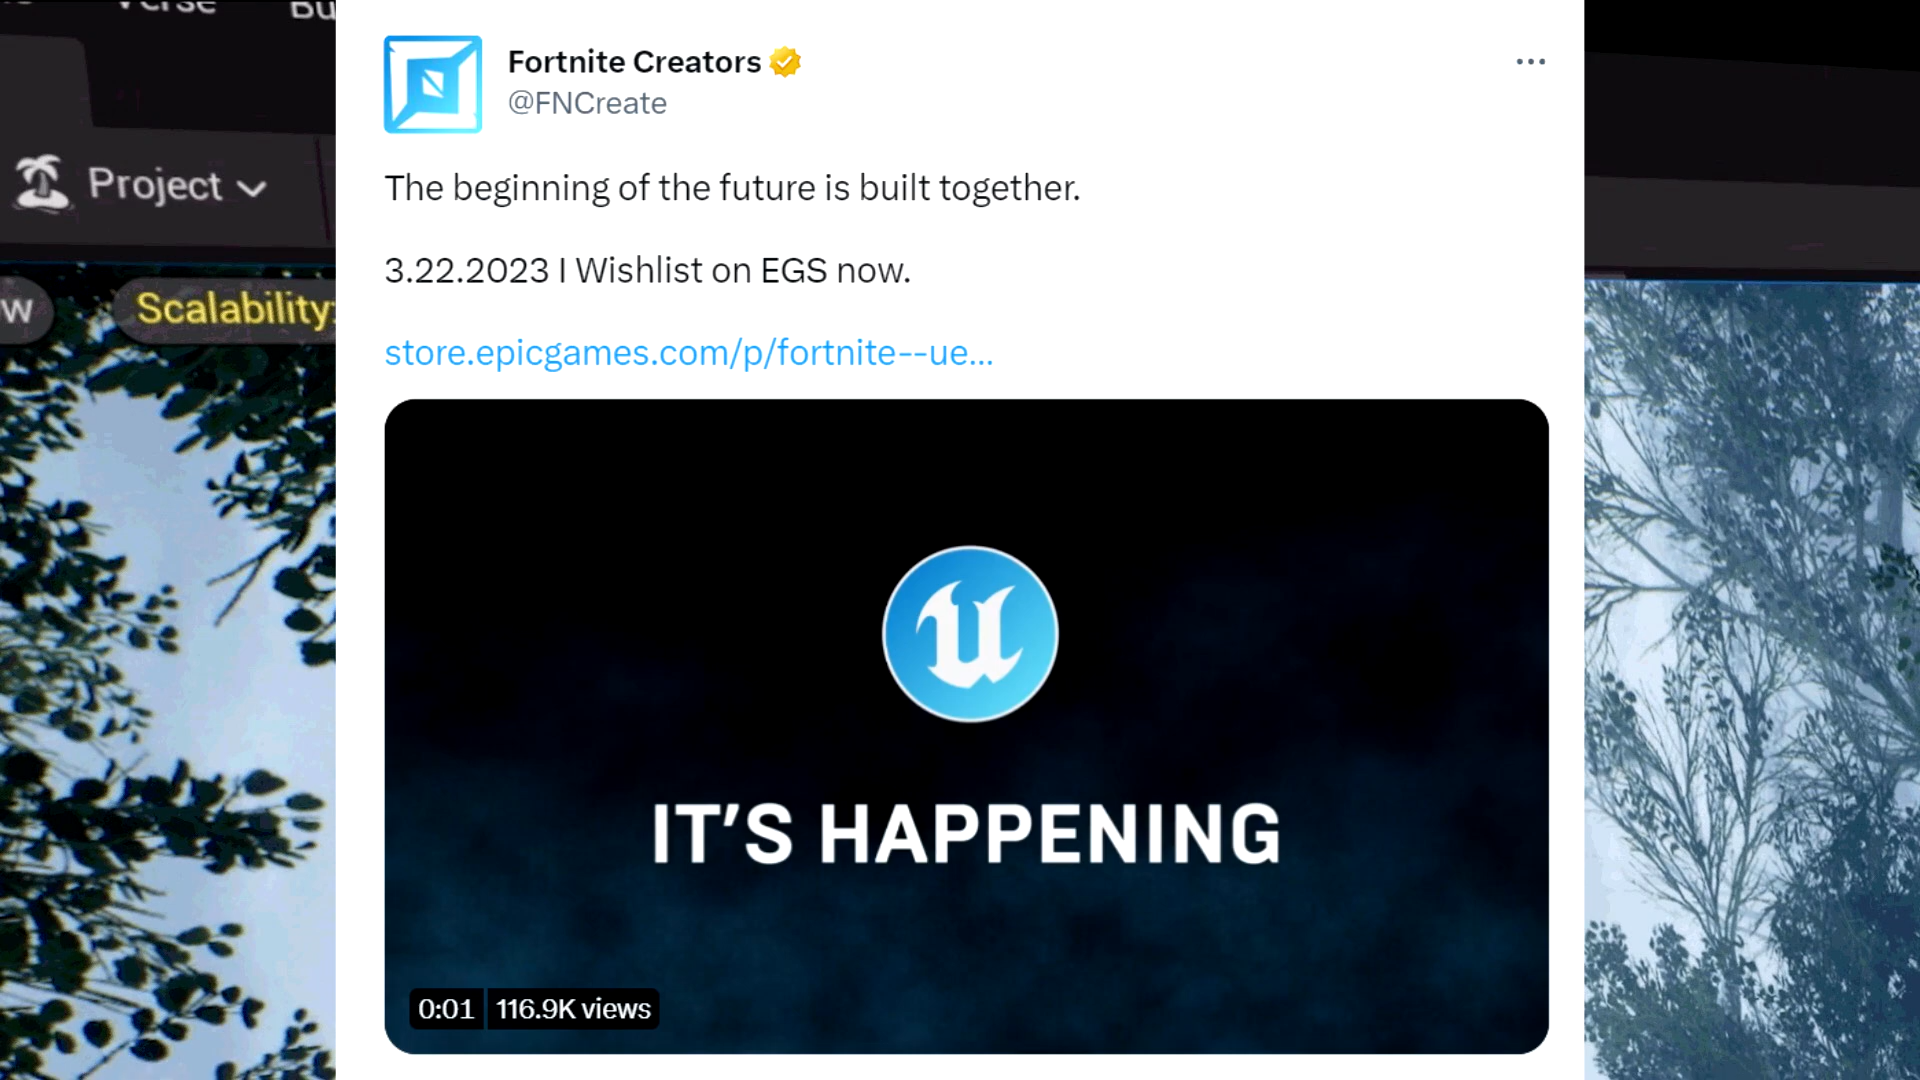 Verse
Project
Scalability:
Fortnite Creators
@FNCreate
The beginning of the future is built together.
3.22.2023 I Wishlist on EGS now.
store.epicgames.com/p/fortnite--ue...
IT'S HAPPENING
0:01 116.9K views